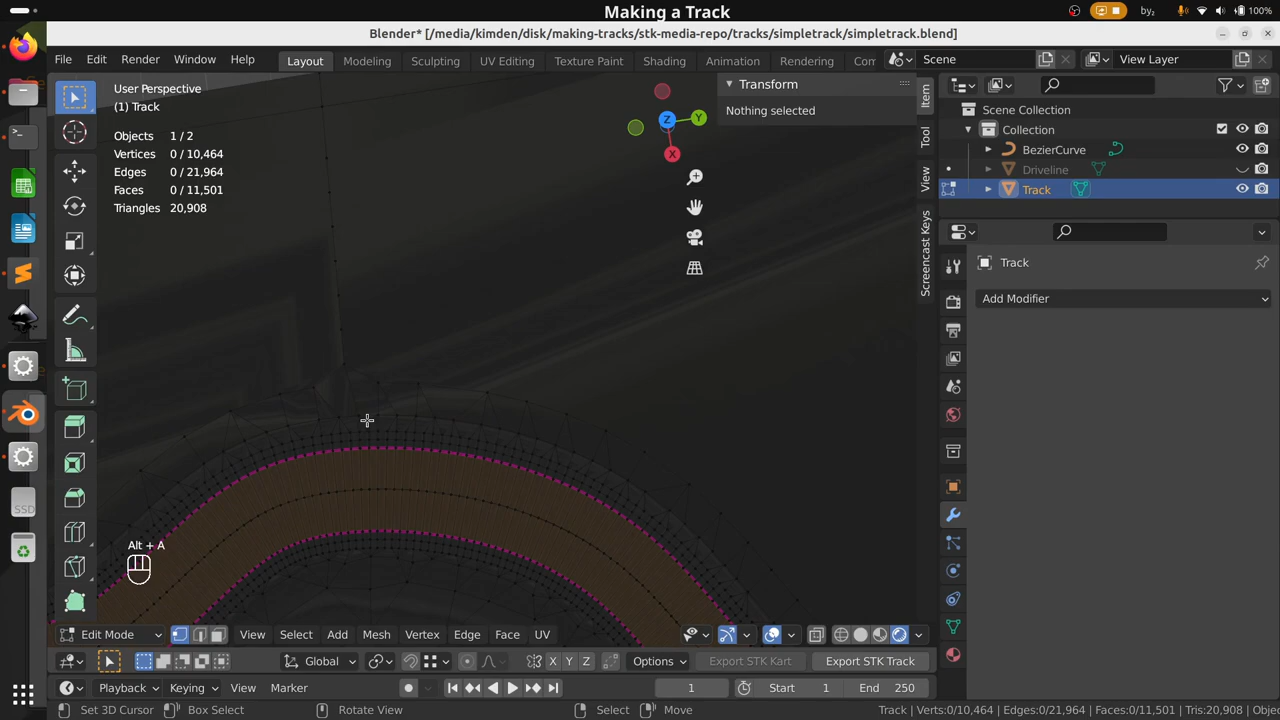 Making a Track
by₂
100%
Blender* [/media/kimden/disk/making-tracks/stk-media-repo/tracks/simpletrack/simpletrack.blend]
File Edit Render Window Help Layout Modeling Sculpting UV Editing Texture Paint Shading Animation Rendering Com Scene View Layer
User Perspective
(1) Track
Objects 1 / 2
Vertices 0 / 10,464
Edges 0 / 21,964
Faces 0 / 11,501
Triangles 20,908
Z
Y
X
Transform
Nothing selected
Item
Tool
View
Screencast Keys
Scene Collection
Collection
BezierCurve
Driveline
Track
Track
Add Modifier
SSD
Alt + A
Edit Mode View Select Add Mesh Vertex Edge Face UV
Global X Y Z Options Export STK Kart Export STK Track
Playback Keying View Marker 1 Start 1 End 250
Set 3D Cursor Box Select Rotate View Select Move Track | Verts:0/10,464 | Edges:0/21,964 | Faces:0/11,501 | Tris:20,908 | Objec